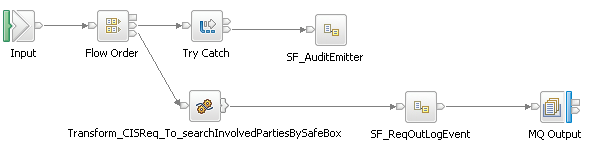 Input
Flow Order
Try Catch
SF_AuditEmitter
Transform_CISReq_To_searchInvolvedPartiesBySafeBox
SF_ReqOutLogEvent
MQ Output